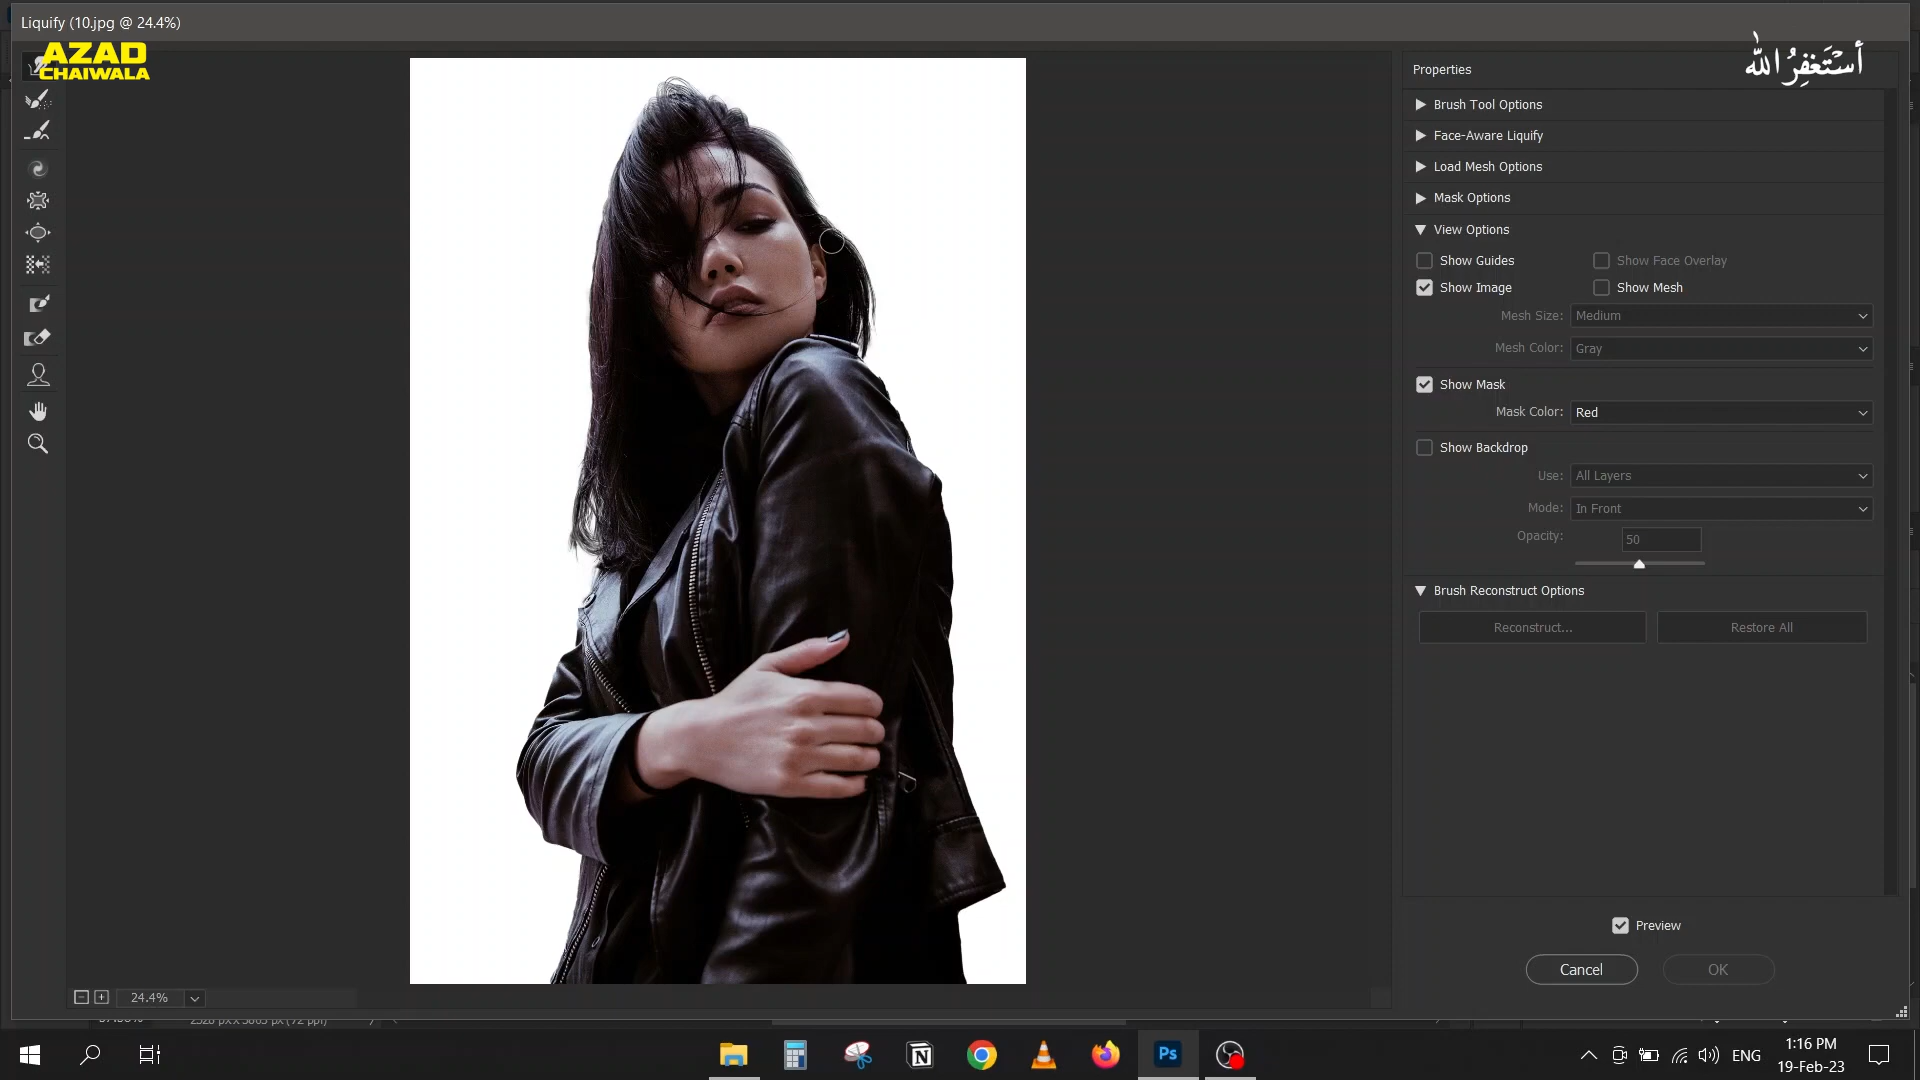 Liquify (10.jpg @ 24.4%)
AZAD
CHAIWALA
أَسْتَغْفِرُ اللّٰه
Properties
Brush Tool Options
Face-Aware Liquify
Load Mesh Options
Mask Options
View Options
Show Guides
Show Face Overlay
Show Image
Show Mesh
Mesh Size: Medium
Mesh Color: Gray
Show Mask
Mask Color: Red
Show Backdrop
Use: All Layers
Mode: In Front
Opacity: 50
Brush Reconstruct Options
Reconstruct...
Restore All
Preview
Cancel
OK
24.4%
Ps
ENG
1:16 PM
19-Feb-23